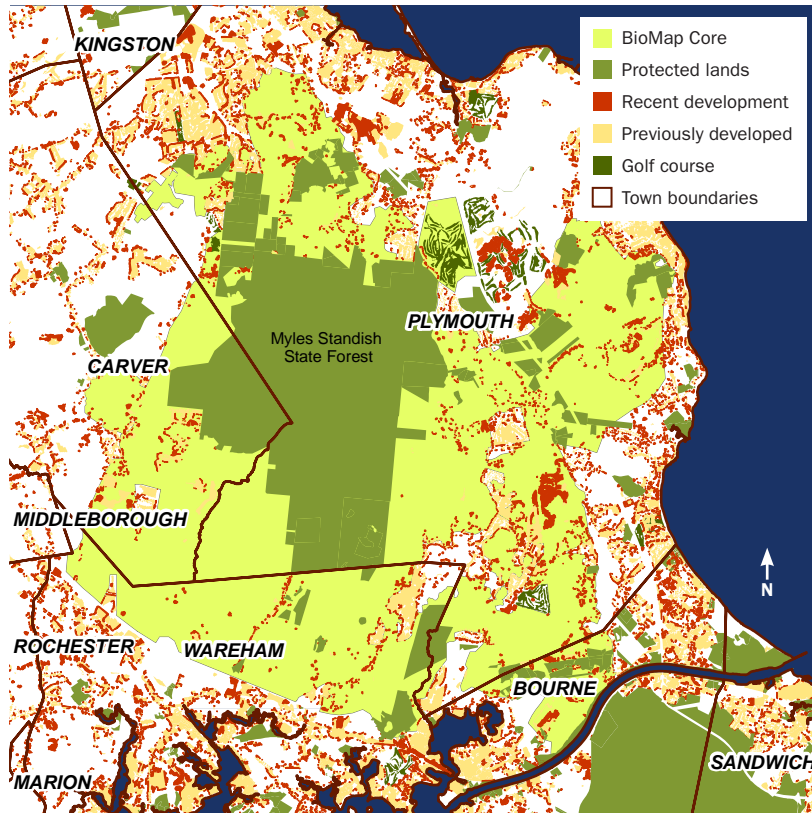 KINGSTON
BioMap Core
Protected lands
Recent development
Previously developed
Golf course
Town boundaries
PLYMOUTH
Myles Standish
State Forest
CARVER
MIDDLEBOROUGH
N
ROCHESTER
WAREHAM
BOURNE
SANDWICH
MARION